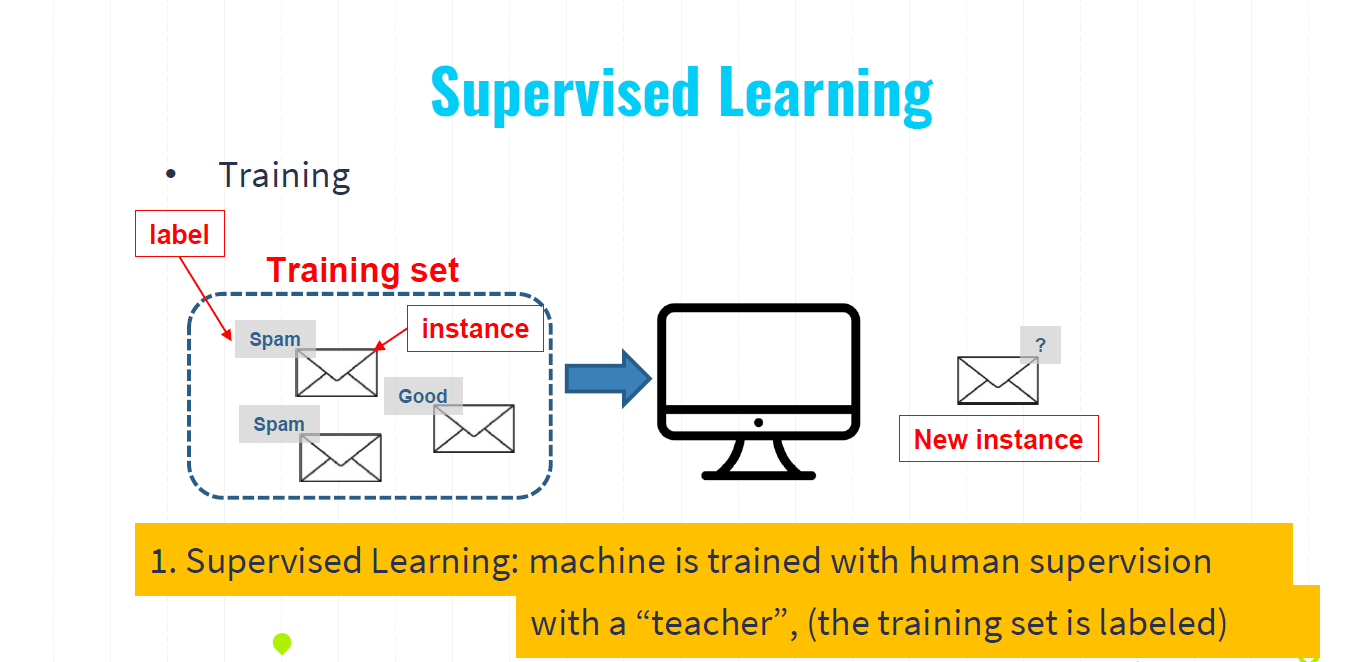 Supervised Learning
• Training
label
Training set
instance
Spam
Good
Spam
?
New instance
1. Supervised Learning: machine is trained with human supervision
with a “teacher”, (the training set is labeled)